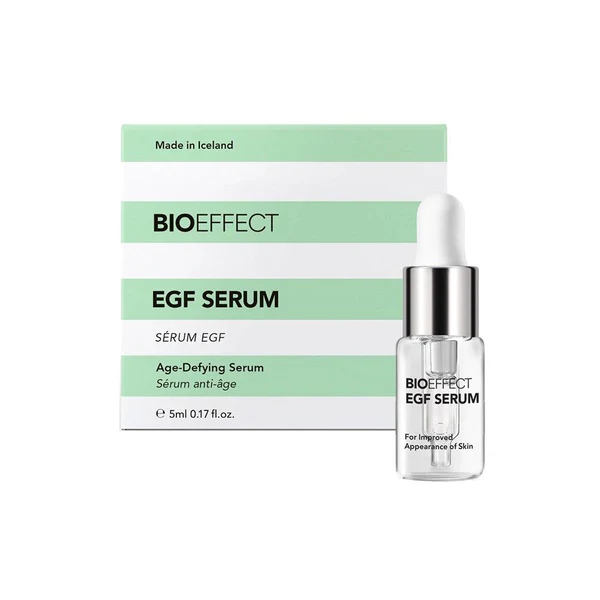 Made in Iceland
BIOEFFECT
EGF SERUM
SÉRUM EGF
Age-Defying Serum
Sérum anti-âge
℮ 5ml 0.17 fl.oz.
BIOEFFECT
EGF SERUM
For Improved
Appearance of Skin